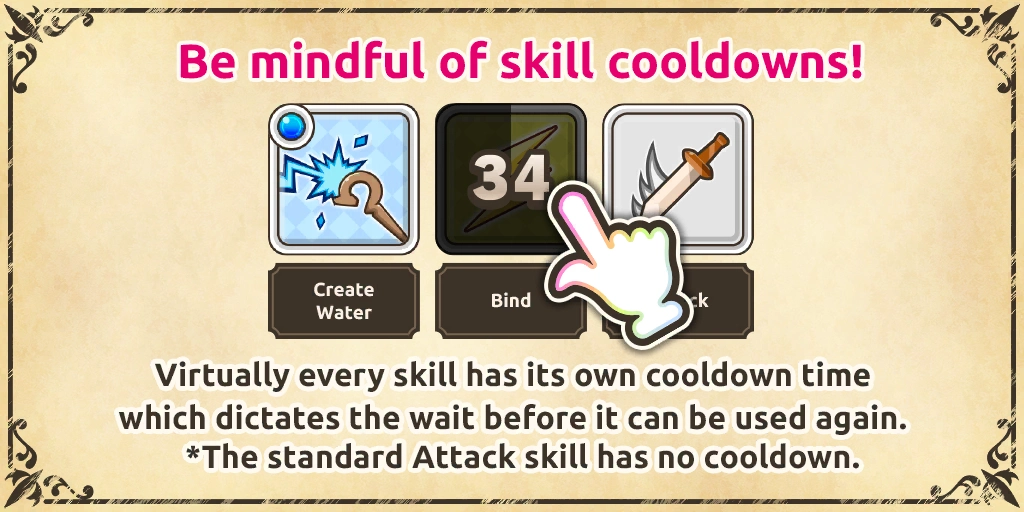 Be mindful of skill cooldowns!
34
Create
Water
Bind
Virtually every skill has its own cooldown time
which dictates the wait before it can be used again.
*The standard Attack skill has no cooldown.